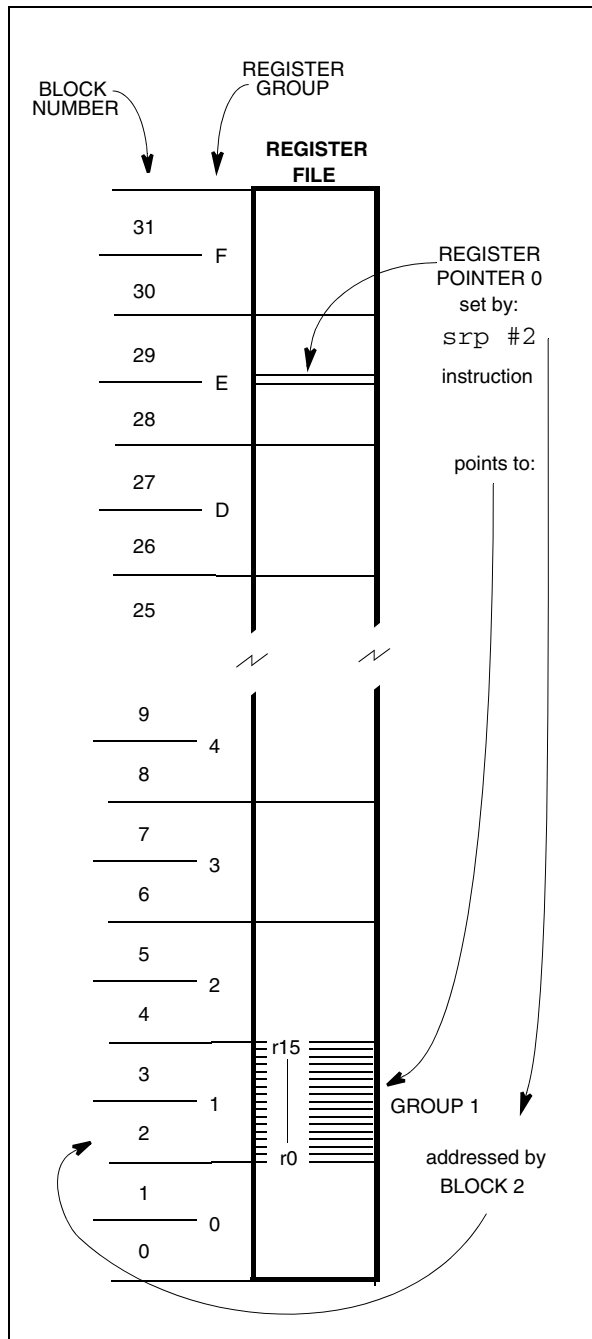 BLOCK
NUMBER
REGISTER
GROUP
REGISTER
FILE
31
F
30
29
E
28
27
D
26
25
9
4
8
7
3
6
5
2
4
3
1
2
1
0
0
REGISTER
POINTER 0
set by:
srp #2
instruction
points to:
r15
r0
GROUP 1
addressed by
BLOCK 2